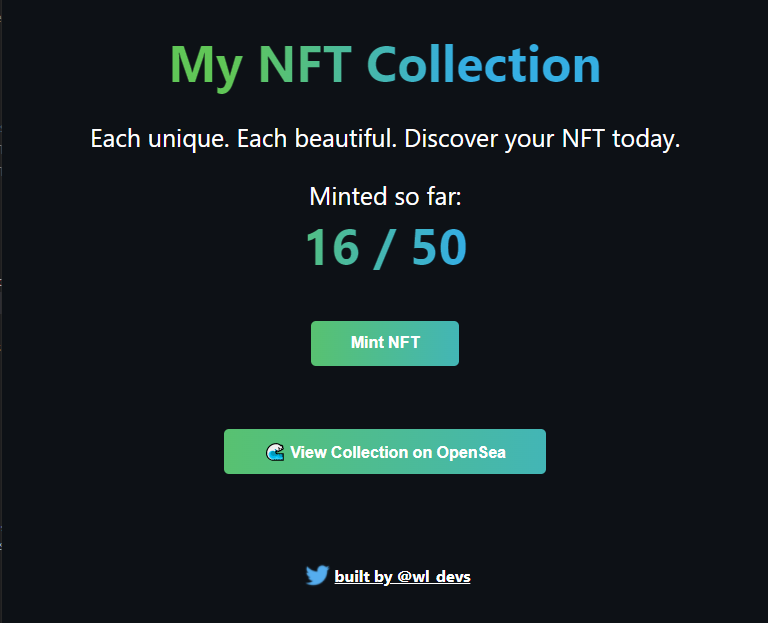 My NFT Collection
Each unique. Each beautiful. Discover your NFT today.
Minted so far:
16 / 50
Mint NFT
View Collection on OpenSea
built by @wl_devs